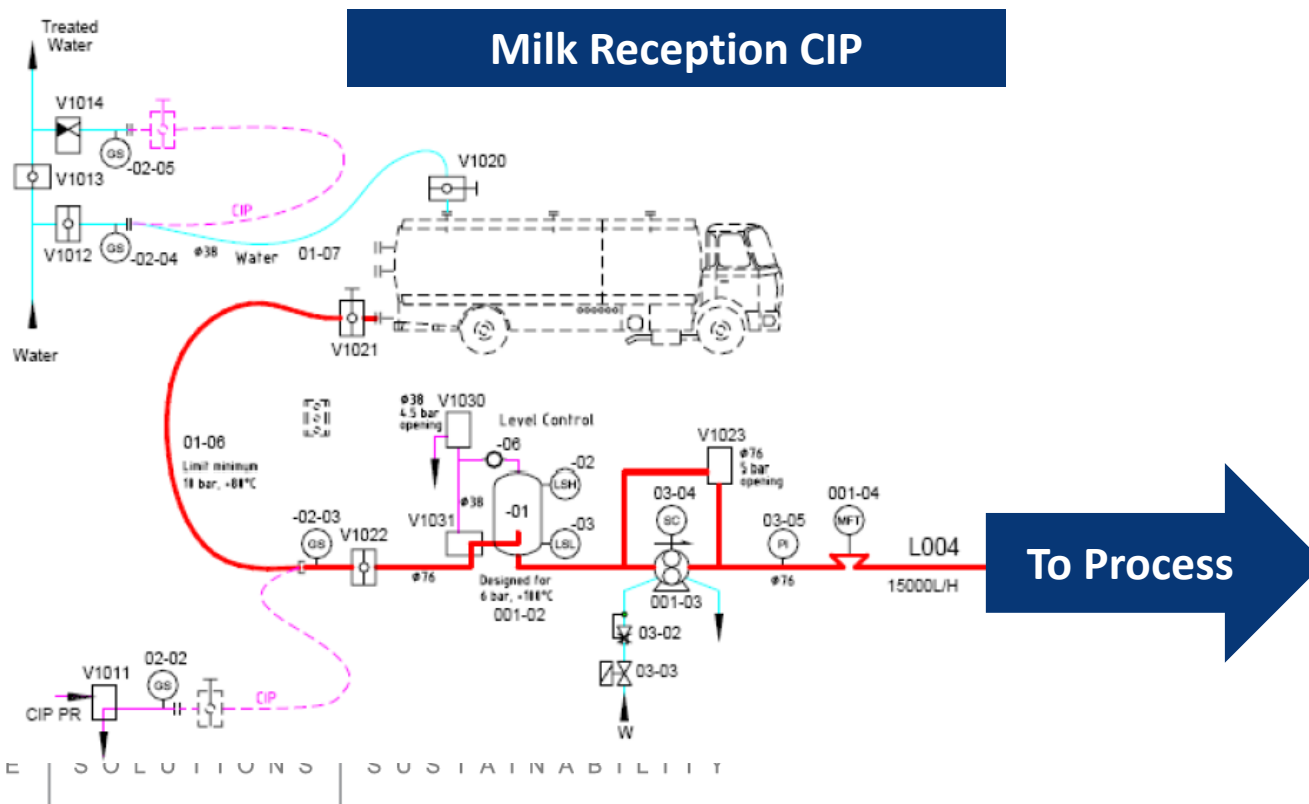 Milk Reception CIP
Treated
Water
V1014
GS
-02-05
V1013
CIP
V1012
GS
-02-04
ø38
Water
01-07
V1020
Water
V1021
01-06
Limit minimum
10 bar, +80°C
ø38
4.5 bar
opening
V1030
Level Control
-06
-02
LSH
-01
-03
LSL
ø38
V1031
-02-03
GS
V1022
ø76
Designed for
6 bar, +100°C
001-02
V1023
ø76
5 bar
opening
03-04
SC
001-03
03-05
PI
ø76
001-04
MFT
L004
15000L/H
To Process
03-02
03-03
W
V1011
02-02
GS
CIP PR
CIP
E | SOLUTIONS | SUSTAINABILITY